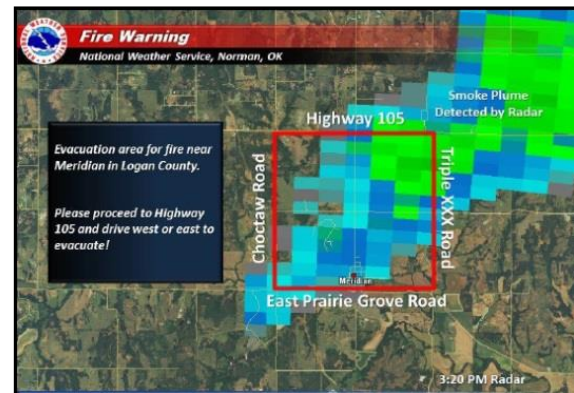 Fire Warning
National Weather Service, Norman, OK
Smoke Plume
Detected by Radar
Highway 105
Evacuation area for fire near
Meridian in Logan County.
Please proceed to Highway
105 and drive west or east to
evacuate!
Choctaw Road
Triple XXX Road
Meridian
East Prairie Grove Road
3:20 PM Radar